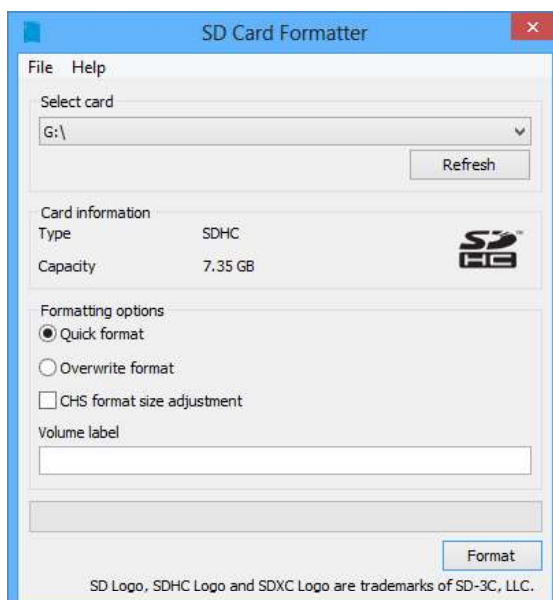 SD Card Formatter
File Help
Select card
G:\
Refresh
Card information
Type SDHC
Capacity 7.35 GB
SD HC
Formatting options
Quick format
Overwrite format
CHS format size adjustment
Volume label
Format
SD Logo, SDHC Logo and SDXC Logo are trademarks of SD-3C, LLC.